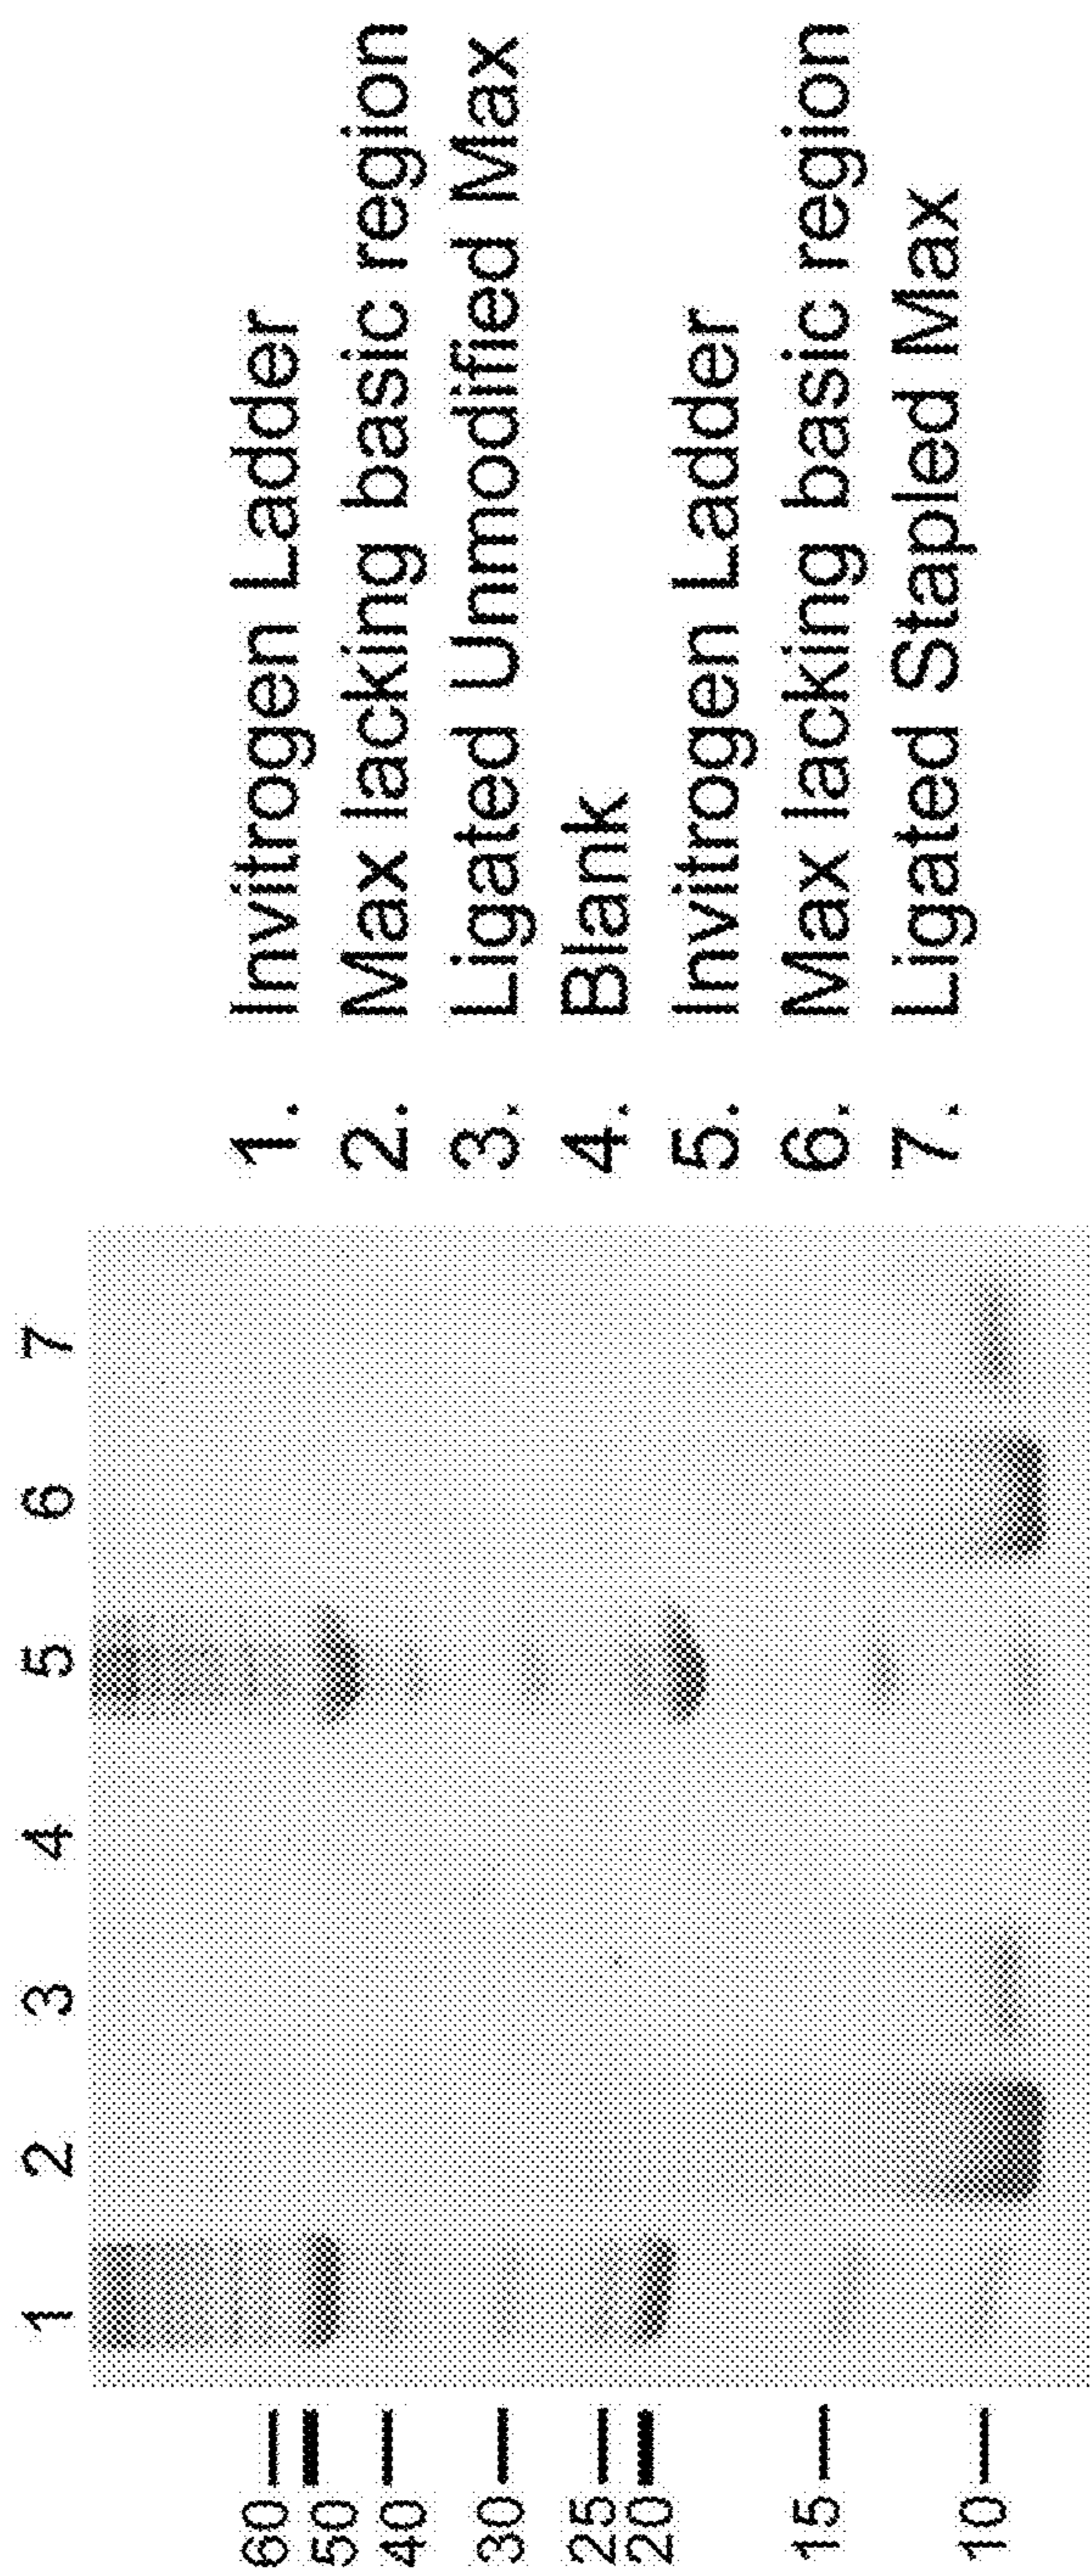 1 2 3 4 5 6 7
60
50
40
30
25
20
15
10
1. Invitrogen Ladder
2. Max lacking basic region
3. Ligated Unmodified Max
4. Blank
5. Invitrogen Ladder
6. Max lacking basic region
7. Ligated Stapled Max